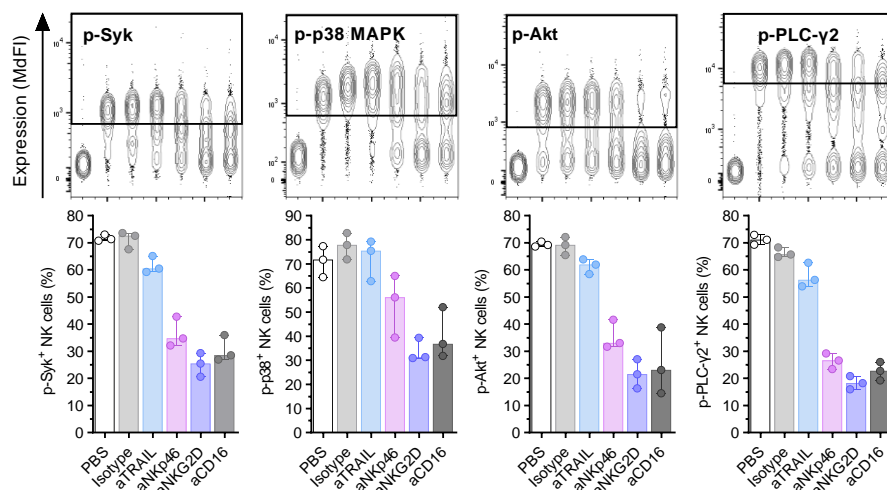 Expression (MdFI)
p-Syk
10⁴
10³
10²
0
p-p38 MAPK
10⁴
10³
10²
0
p-Akt
10⁴
10³
0
p-PLC-γ2
10⁴
10³
0
p-Syk⁺ NK cells (%)
80
70
60
50
40
30
20
10
0
PBS
Isotype
aTRAIL
aNKp46
aNKG2D
aCD16
p-p38⁺ NK cells (%)
90
80
70
60
50
40
30
20
10
0
PBS
Isotype
aTRAIL
aNKp46
aNKG2D
aCD16
p-Akt⁺ NK cells (%)
80
70
60
50
40
30
20
10
0
PBS
Isotype
aTRAIL
aNKp46
aNKG2D
aCD16
p-PLC-γ2⁺ NK cells (%)
80
70
60
50
40
30
20
10
0
PBS
Isotype
aTRAIL
aNKp46
aNKG2D
aCD16